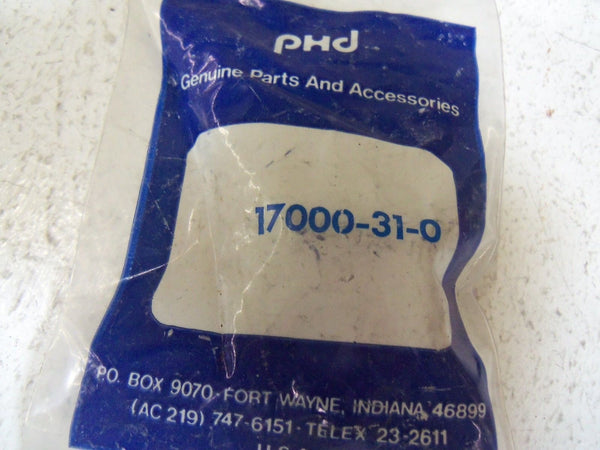 PHd
Genuine Parts And Accessories
17000-31-0
P.O. BOX 9070 · FORT WAYNE, INDIANA 46899
(AC 219) 747-6151 · TELEX 23-2611